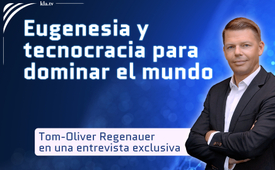 kla.tv
Eugenesia y
tecnocracia para
dominar el mundo
Tom-Oliver Regenauer
en una entrevista exclusiva